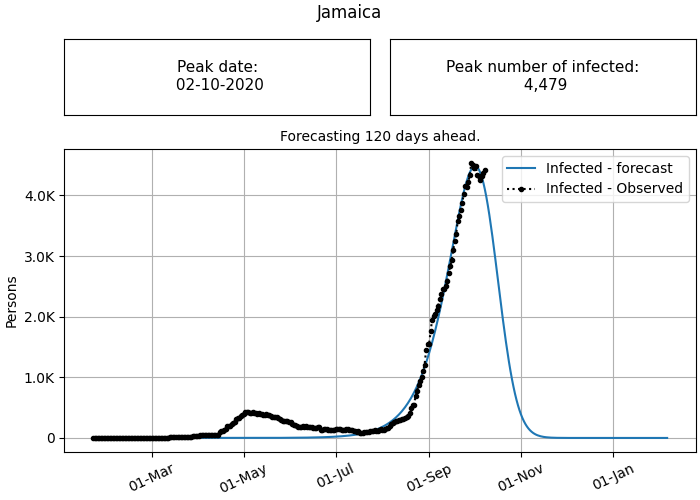 Jamaica
Peak date:
02-10-2020
Peak number of infected:
4,479
Forecasting 120 days ahead.
Infected - forecast
Infected - Observed
4.0K
3.0K
2.0K
1.0K
0
Persons
01-Mar
01-May
01-Jul
01-Sep
01-Nov
01-Jan